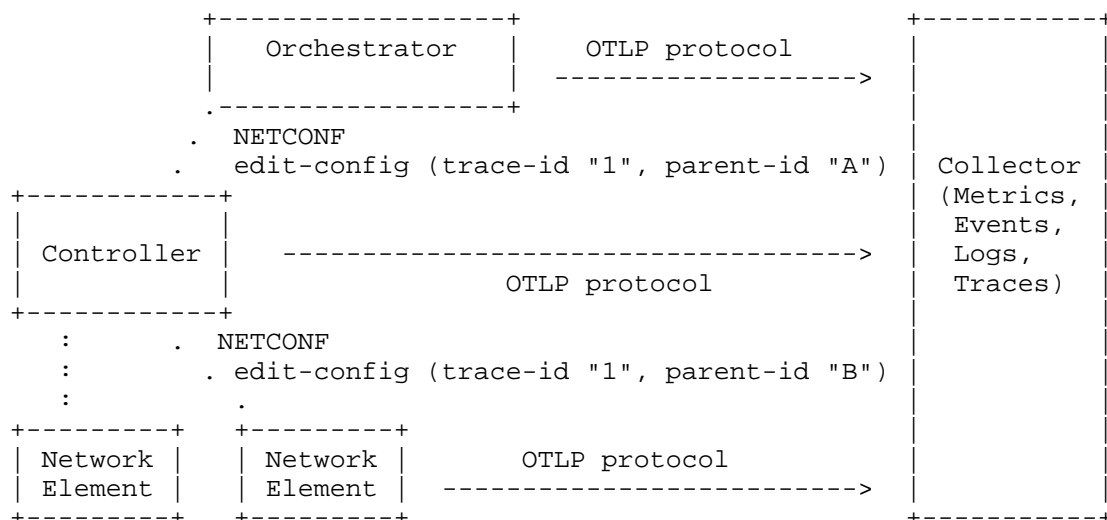 Orchestrator OTLP protocol
NETCONF
edit-config (trace-id "1", parent-id "A") Collector
(Metrics,
Events,
Controller Logs,
OTLP protocol Traces)
NETCONF
edit-config (trace-id "1", parent-id "B")
Network Network OTLP protocol
Element Element